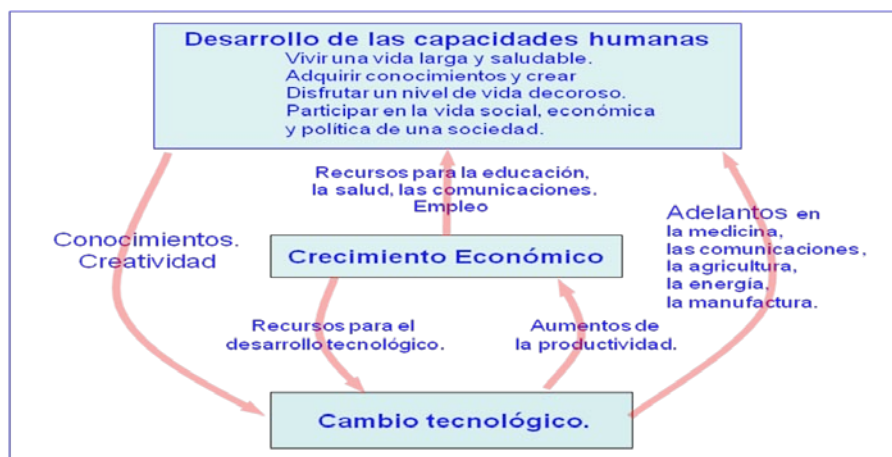 Desarrollo de las capacidades humanas
Vivir una vida larga y saludable.
Adquirir conocimientos y crear
Disfrutar un nivel de vida decoroso.
Participar en la vida social, económica
y política de una sociedad.
Recursos para la educación,
la salud, las comunicaciones.
Empleo
Conocimientos.
Creatividad
Adelantos en
la medicina,
las comunicaciones,
la agricultura,
la energía,
la manufactura.
Crecimiento Económico
Recursos para el
desarrollo tecnológico.
Aumentos de
la productividad.
Cambio tecnológico.